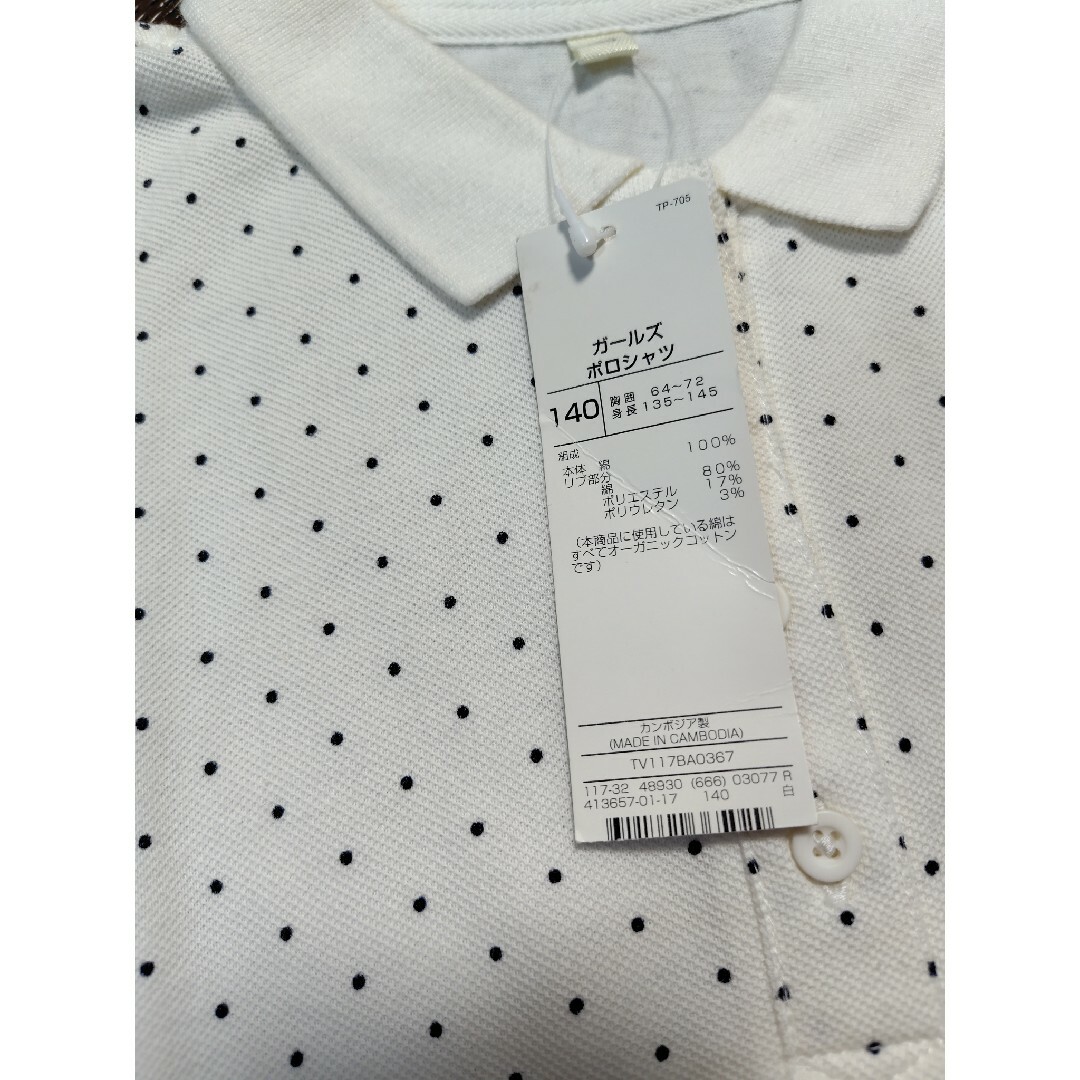 TP-705
ガールズ
ポロシャツ
140
胸囲 64~72
身長 135~145
組成
本体 綿 100%
リブ部分
綿 80%
ポリエステル 17%
ポリウレタン 3%
(本商品に使用している綿は
すべてオーガニックコットン
です)
カンボジア製
(MADE IN CAMBODIA)
TV117BA0367
117-32 48930 (666) 03077 R
413657-01-17 140 白